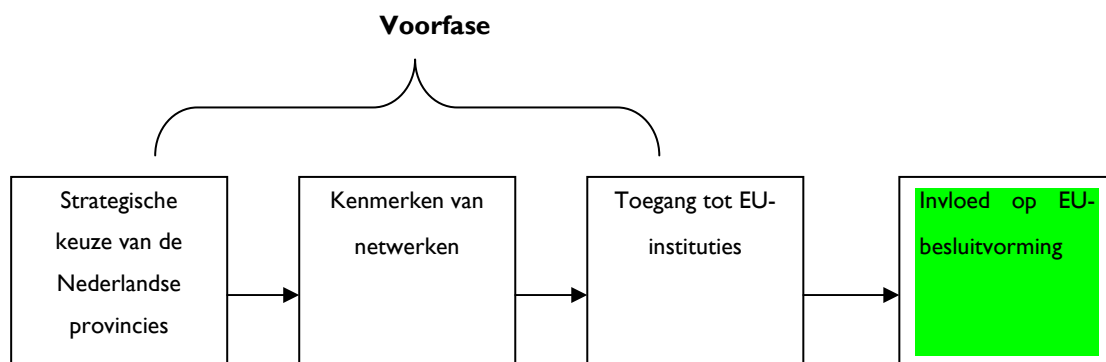 Voorfase
Strategische
keuze van de
Nederlandse
provincies
Kenmerken van
netwerken
Toegang tot EU-
instituties
Invloed op EU-
besluitvorming